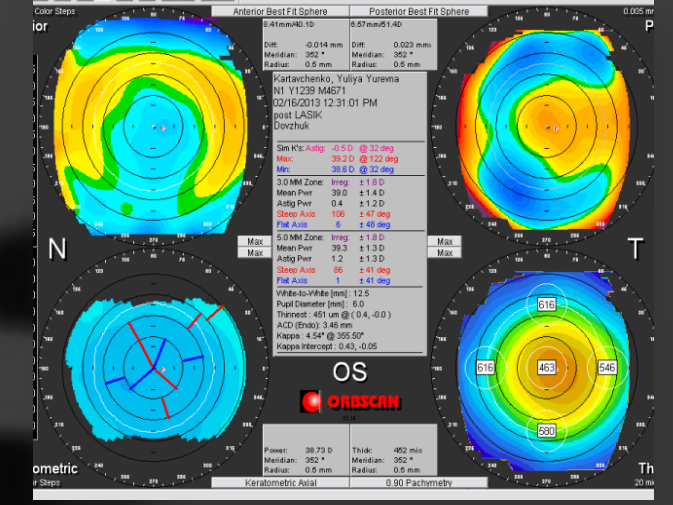 Color Steps
Anterior Best Fit Sphere
Posterior Best Fit Sphere
0.005 mm
ior
P
8.41mm/40.1D
6.57mm/51.4D
Diff: -0.014 mm
Meridian: 352 °
Radius: 0.5 mm
Diff: 0.023 mm
Meridian: 352 °
Radius: 0.5 mm
Kartavchenko, Yuliya Yurevna
N1 Y1239 M4671
02/16/2013 12:31:01 PM
post LASIK
Dovzhuk
Sim K's: Astig: -0.5 D @ 32 deg
Max: 39.2 D @ 122 deg
Min: 38.6 D @ 32 deg
3.0 MM Zone: Irreg ± 1.8 D
Mean Pwr 39.0 ± 1.4 D
Astig Pwr 0.4 ± 1.2 D
Steep Axis 106 ± 47 deg
Flat Axis 6 ± 48 deg
5.0 MM Zone: Irreg ± 1.8 D
Mean Pwr 39.3 ± 1.3 D
Astig Pwr 1.2 ± 1.3 D
Steep Axis 86 ± 41 deg
Flat Axis 1 ± 41 deg
White-to-White [mm] : 12.5
Pupil Diameter [mm] : 6.0
Thinnest : 451 um @ ( 0.4, -0.0 )
ACD (Endo): 3.46 mm
Kappa : 4.54° @ 355.50°
Kappa Intercept : 0.43, -0.05
N
T
Max
Max
Max
Max
616
616
463
546
580
OS
ORBSCAN
Power: 38.73 D
Meridian: 352 °
Radius: 0.5 mm
Thick: 452 mic
Meridian: 352 °
Radius: 0.5 mm
ometric
Th
or Steps
Keratometric Axial
0.90 Pachymetry
20 mic